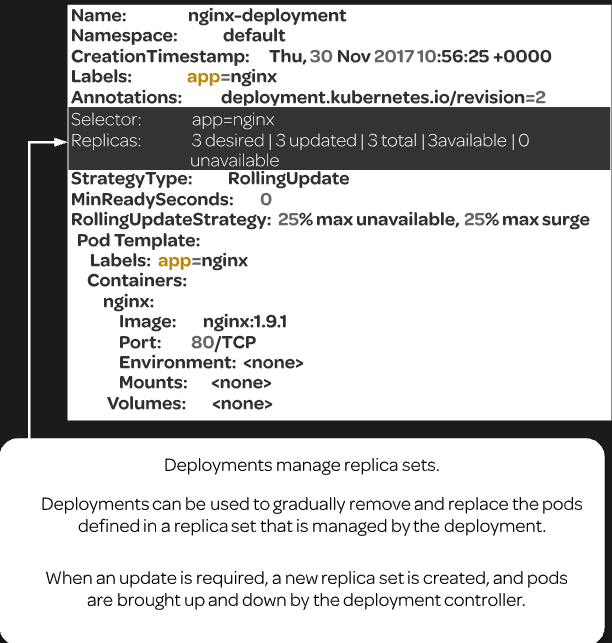 Name: nginx-deployment
Namespace: default
CreationTimestamp: Thu, 30 Nov 2017 10:56:25 +0000
Labels: app=nginx
Annotations: deployment.kubernetes.io/revision=2
Selector: app=nginx
Replicas: 3 desired | 3 updated | 3 total | 3available | 0
unavailable
StrategyType: RollingUpdate
MinReadySeconds: 0
RollingUpdateStrategy: 25% max unavailable, 25% max surge
Pod Template:
Labels: app=nginx
Containers:
nginx:
Image: nginx:1.9.1
Port: 80/TCP
Environment: <none>
Mounts: <none>
Volumes: <none>
Deployments manage replica sets.
Deployments can be used to gradually remove and replace the pods
defined in a replica set that is managed by the deployment.
When an update is required, a new replica set is created, and pods
are brought up and down by the deployment controller.